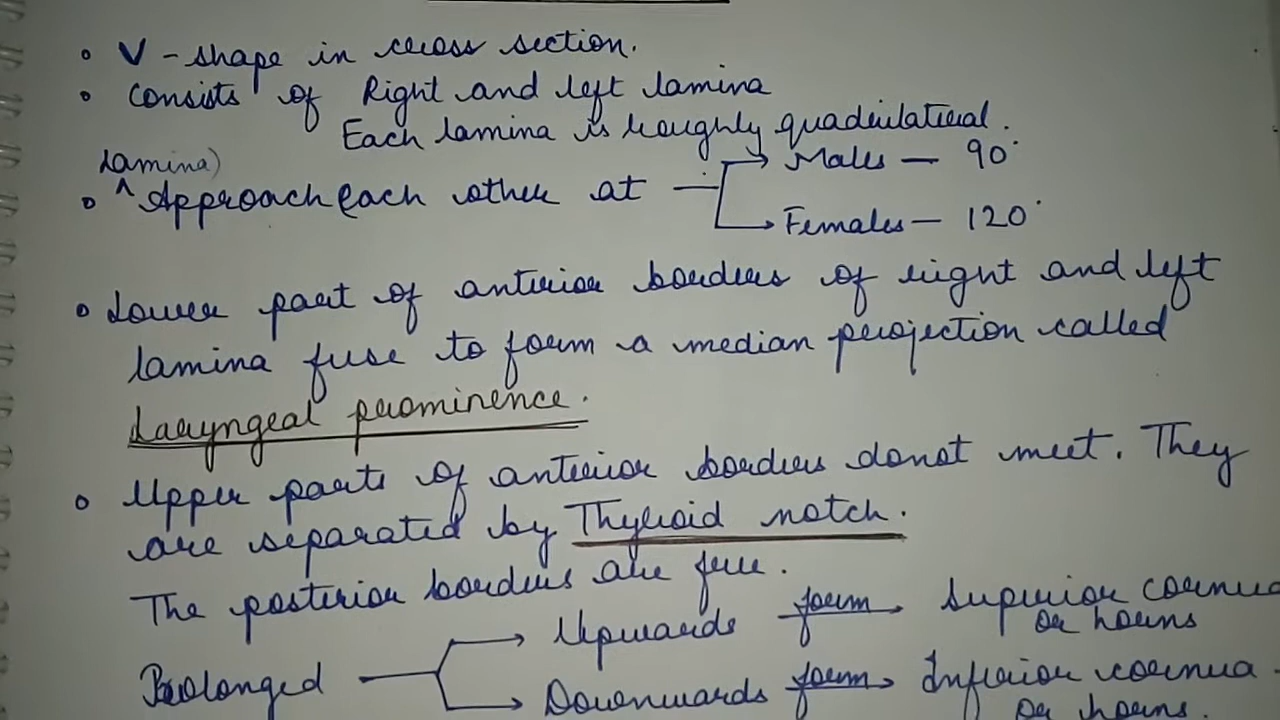 • V - shape in cross section.
• Consists of Right and left lamina
Each lamina is roughly quadrilateral.
Lamina)
• ^ Approach each other at → Males — 90°
→ Females — 120°
• Lower part of anterior borders of right and left
lamina fuse to form a median projection called
Laryngeal prominence.
• Upper parts of anterior borders donot meet. They
are separated by Thyroid notch.
The posterior borders are free.
Prolonged → Upwards form → Superior cornua
or horns
→ Downwards form → Inferior cornua.
or horns.